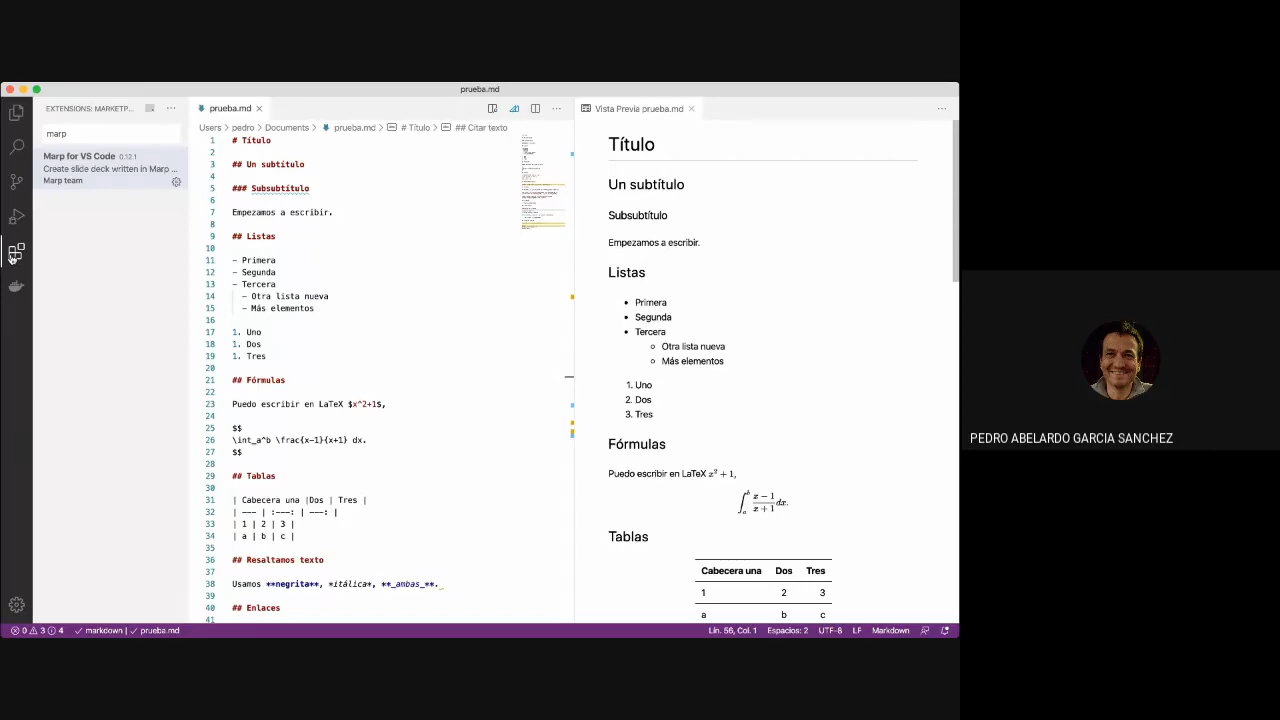 prueba.md
EXTENSIONS: MARKETP...
marp
Marp for VS Code 0.12.1
Create slide deck written in Marp ...
Marp team
prueba.md
Users > pedro > Documents > prueba.md > # Título > ## Citar texto
1 # Título
2
3 ## Un subtítulo
4
5 ### Subsubtítulo
6
7 Empezamos a escribir.
8
9 ## Listas
10
11 - Primera
12 - Segunda
13 - Tercera
14 - Otra lista nueva
15 - Más elementos
16
17 1. Uno
18 1. Dos
19 1. Tres
20
21 ## Fórmulas
22
23 Puedo escribir en LaTeX $x^2+1$,
24
25 $$
26 \int_a^b \frac{x-1}{x+1} dx.
27 $$
28
29 ## Tablas
30
31 | Cabecera una |Dos | Tres |
32 | --- | :---: | ---: |
33 | 1 | 2 | 3 |
34 | a | b | c |
35
36 ## Resaltamos texto
37
38 Usamos **negrita**, *itálica*, **_ambas_**.
39
40 ## Enlaces
41
Vista Previa prueba.md
Título
Un subtítulo
Subsubtítulo
Empezamos a escribir.
Listas
• Primera
• Segunda
• Tercera
◦ Otra lista nueva
◦ Más elementos
1. Uno
2. Dos
3. Tres
Fórmulas
Puedo escribir en LaTeX x² + 1,
∫_a^b (x − 1)/(x + 1) dx.
Tablas
Cabecera una Dos Tres
1 2 3
a b c
0 3 4 markdown | prueba.md
Lín. 56, Col. 1 Espacios: 2 UTF-8 LF Markdown
PEDRO ABELARDO GARCIA SANCHEZ